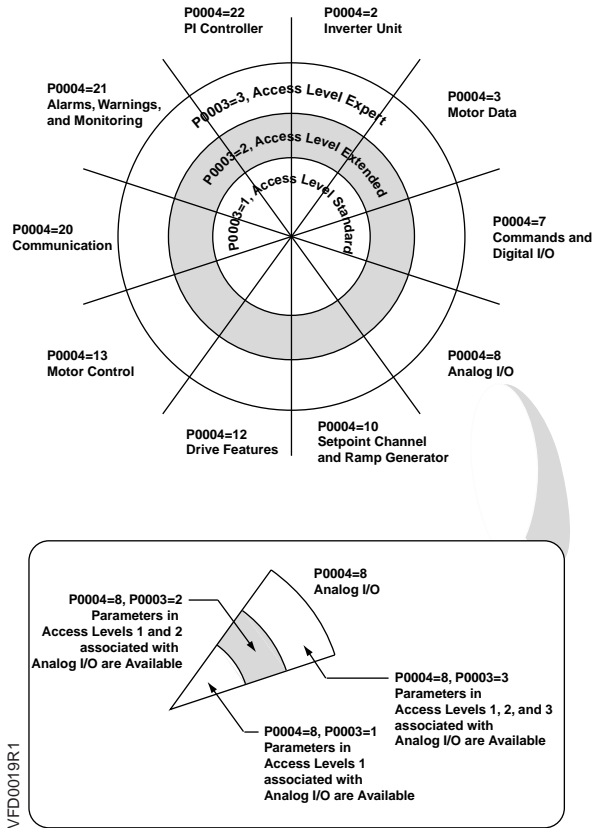 P0004=22
PI Controller
P0004=2
Inverter Unit
P0004=21
Alarms, Warnings,
and Monitoring
P0003=3, Access Level Expert
P0004=3
Motor Data
P0003=2, Access Level Extended
P0003=1, Access Level Standard
P0004=20
Communication
P0004=7
Commands and
Digital I/O
P0004=13
Motor Control
P0004=8
Analog I/O
P0004=12
Drive Features
P0004=10
Setpoint Channel
and Ramp Generator
P0004=8
Analog I/O
P0004=8, P0003=2
Parameters in
Access Levels 1 and 2
associated with
Analog I/O are Available
P0004=8, P0003=3
Parameters in
Access Levels 1, 2, and 3
associated with
Analog I/O are Available
P0004=8, P0003=1
Parameters in
Access Levels 1
associated with
Analog I/O are Available
VFD0019R1